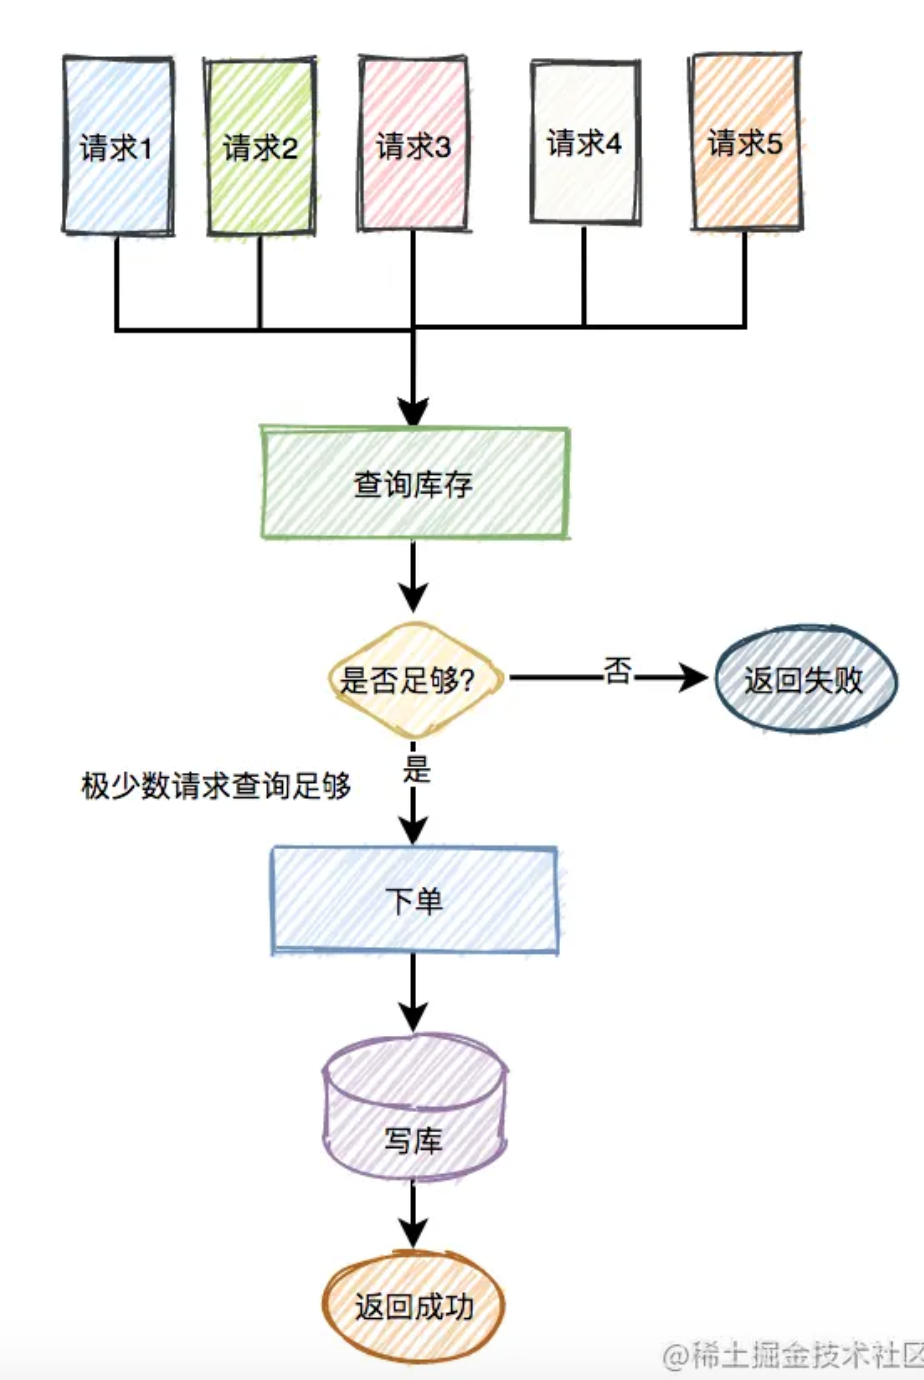 请求1
请求2
请求3
请求4
请求5
查询库存
是否足够?
否
返回失败
是
极少数请求查询足够
下单
写库
返回成功
@稀土掘金技术社区